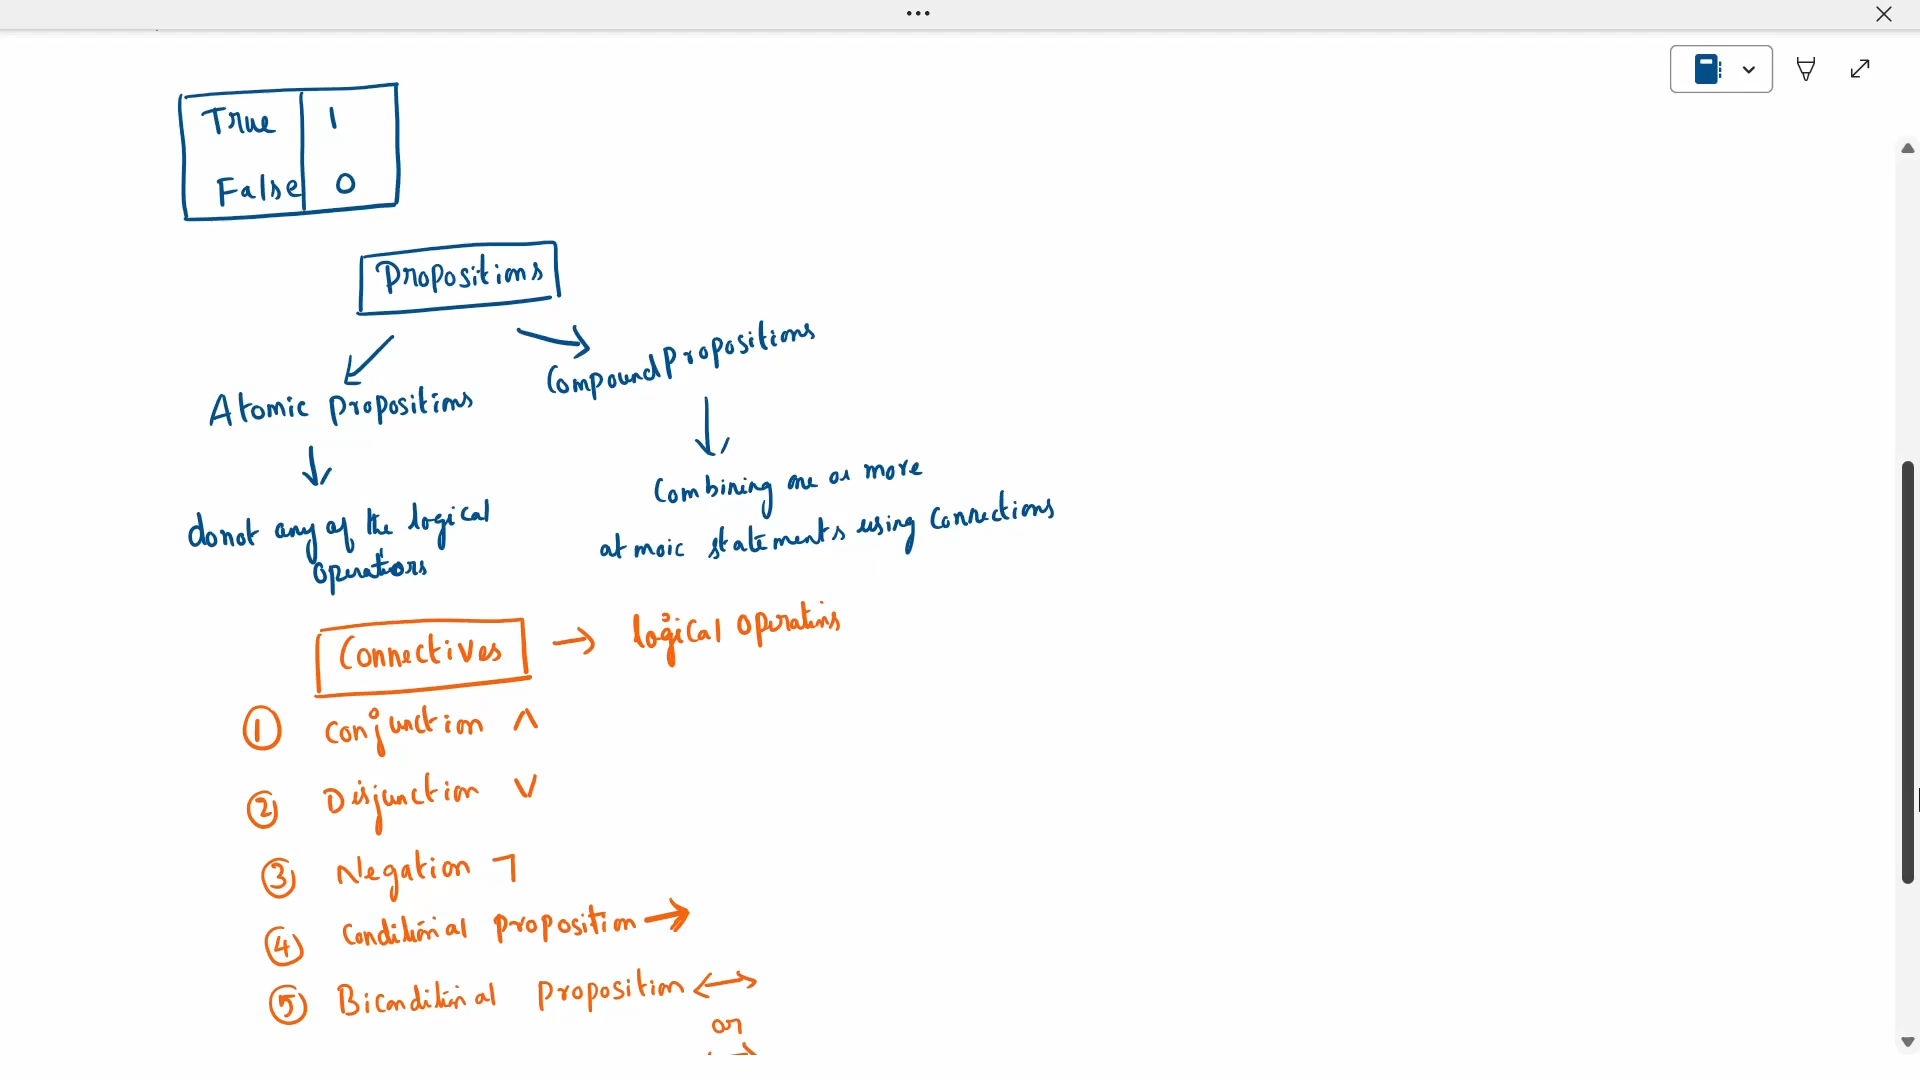 True 1
False 0
Propositions
Atomic propositions
Compound Propositions
donot any of the logical
operators
Combining one or more
atmoic statements using Connections
Connectives → logical operations
① Conjunction ∧
② Disjunction ∨
③ Negation ¬
④ Conditional proposition →
⑤ Biconditional proposition ↔
or